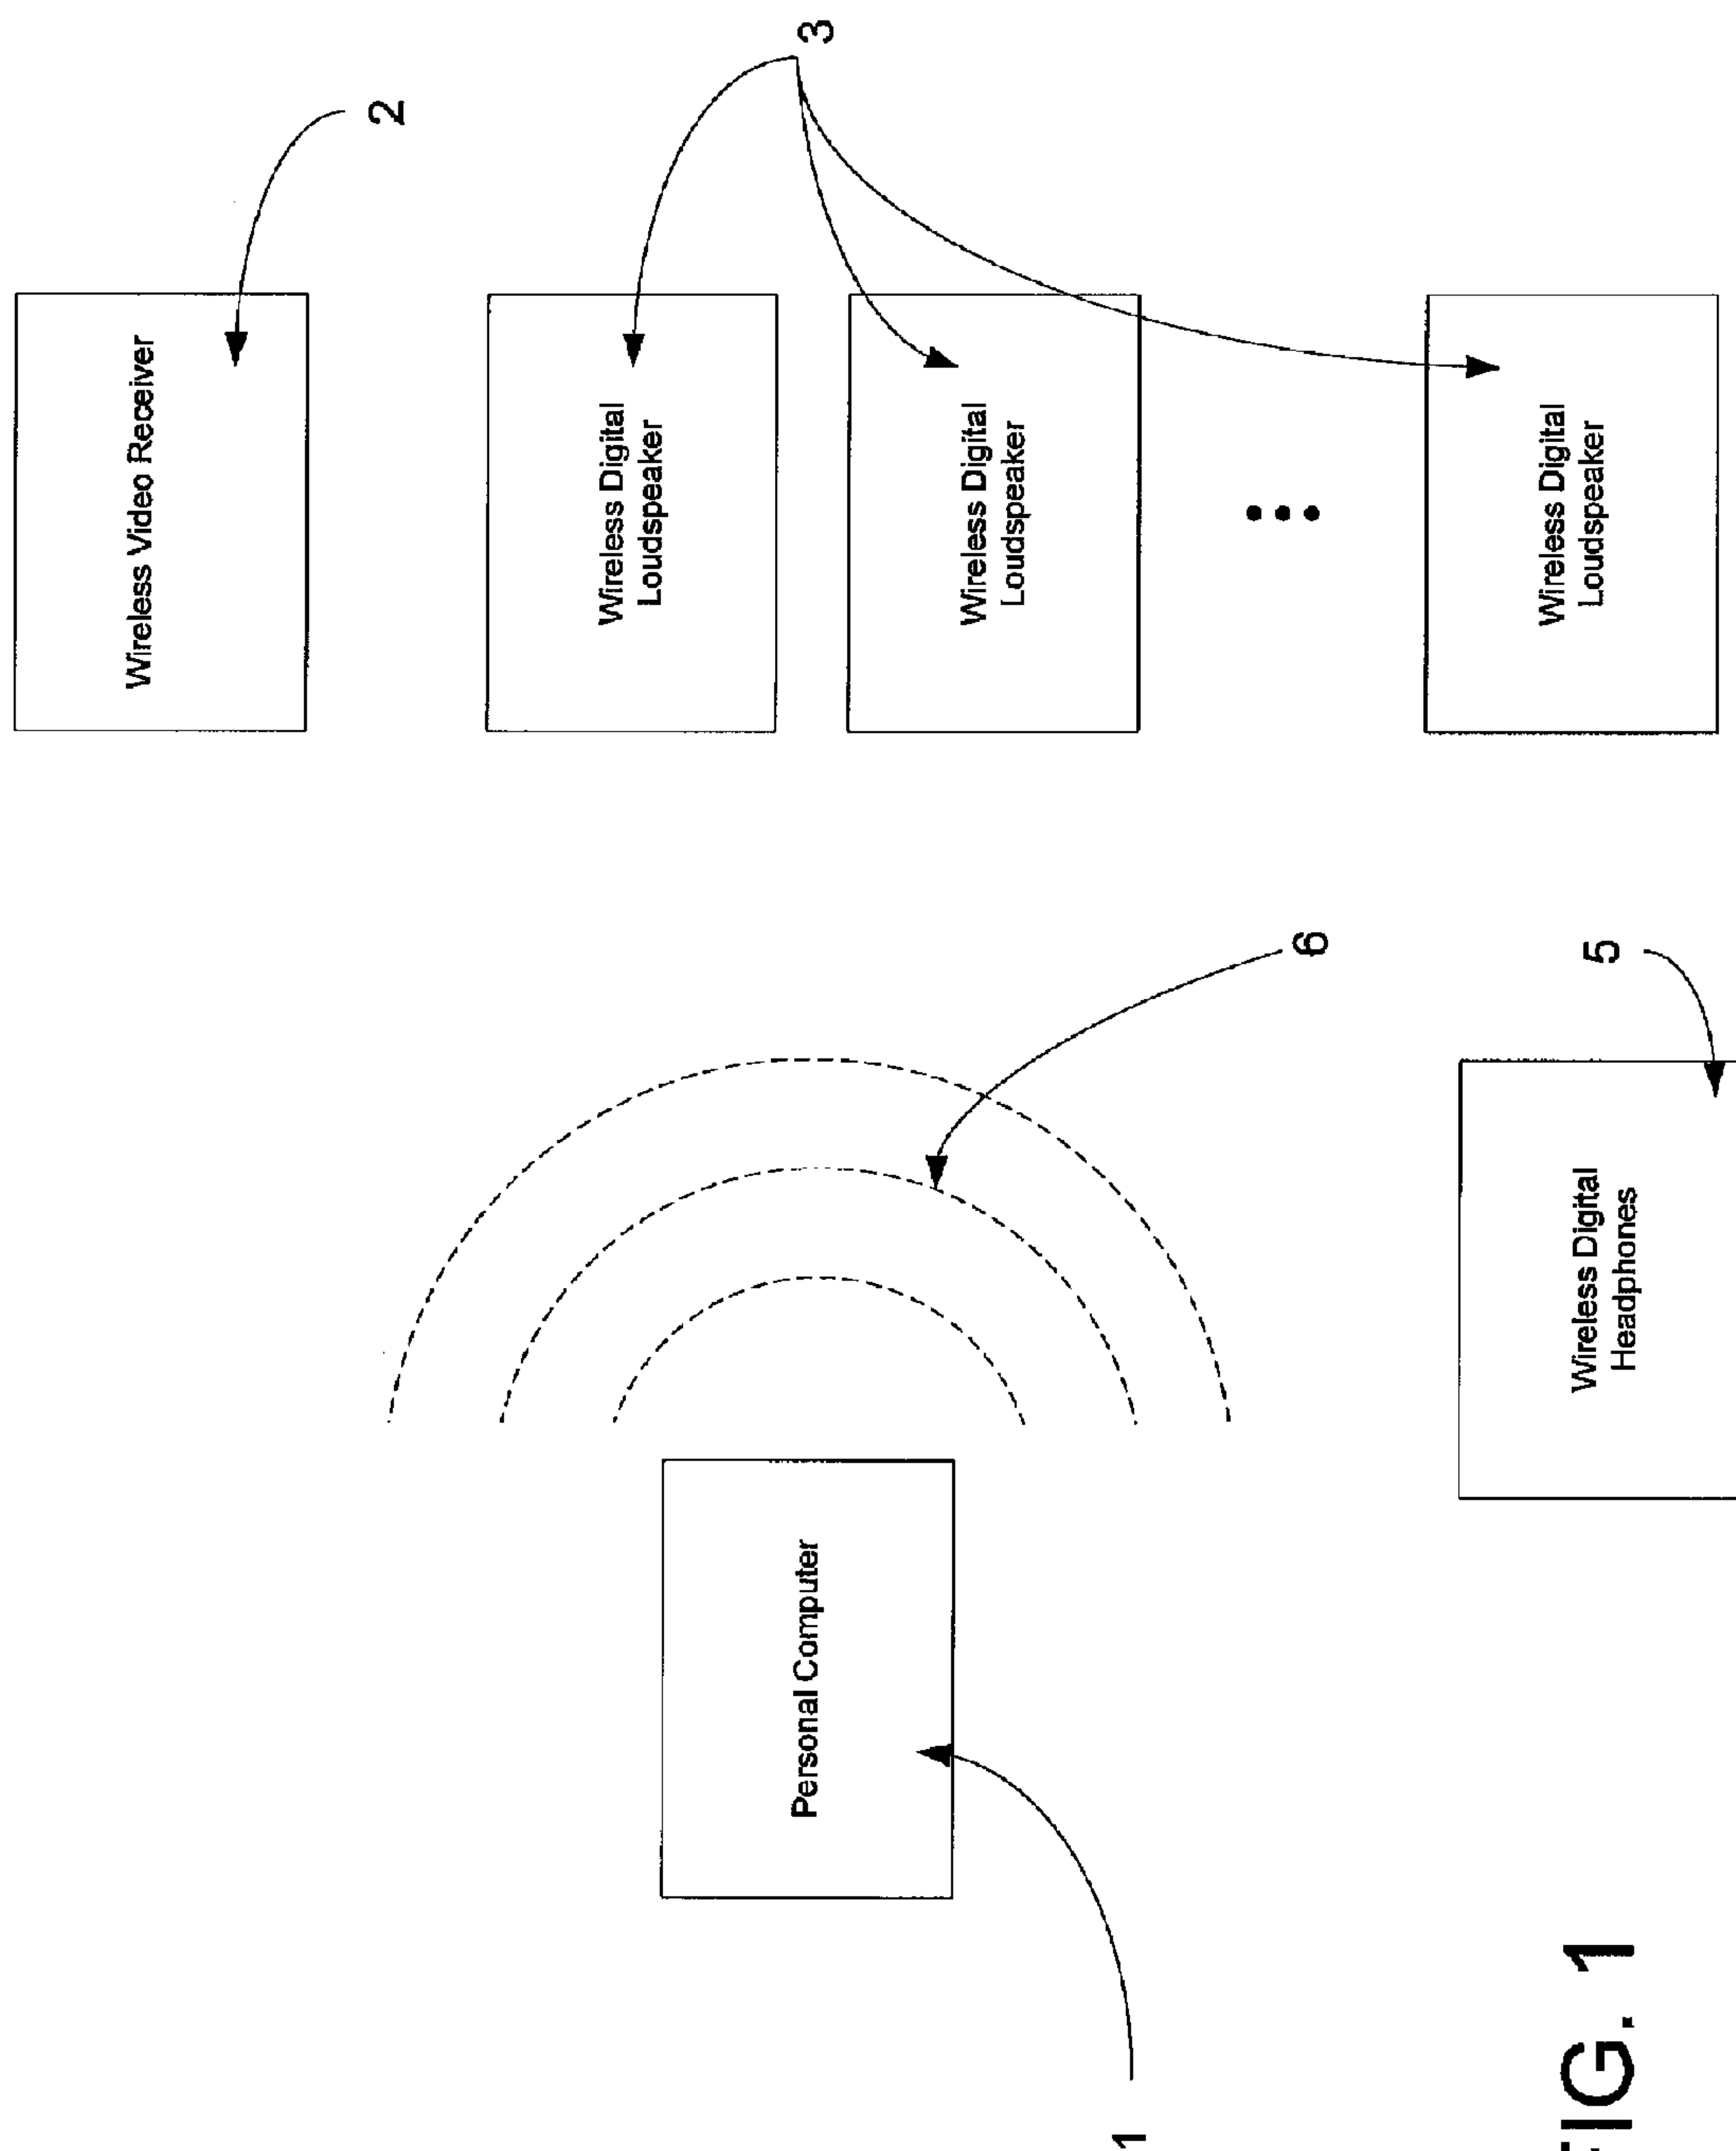 Wireless Video Receiver
2
Wireless Digital
Loudspeaker
3
Wireless Digital
Loudspeaker
Wireless Digital
Loudspeaker
6
5
Personal Computer
Wireless Digital
Headphones
1
FIG. 1